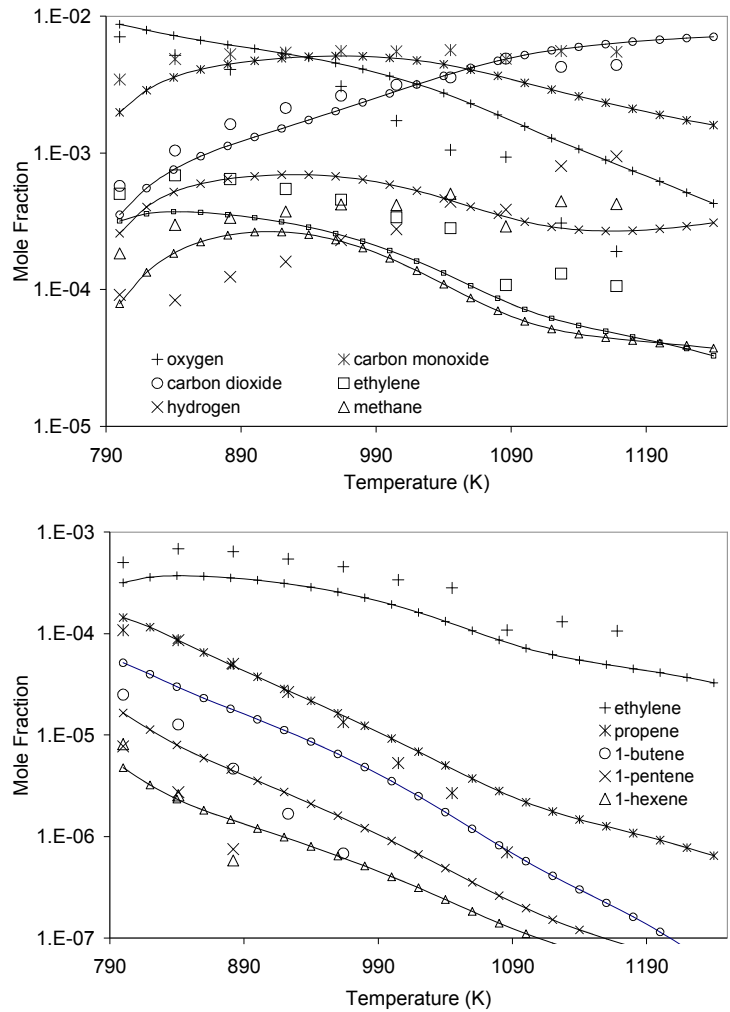 1.E-02
1.E-03
1.E-04
1.E-05
Mole Fraction
oxygen
carbon monoxide
carbon dioxide
ethylene
hydrogen
methane
790 890 990 1090 1190
Temperature (K)
1.E-03
1.E-04
1.E-05
1.E-06
1.E-07
Mole Fraction
ethylene
propene
1-butene
1-pentene
1-hexene
790 890 990 1090 1190
Temperature (K)